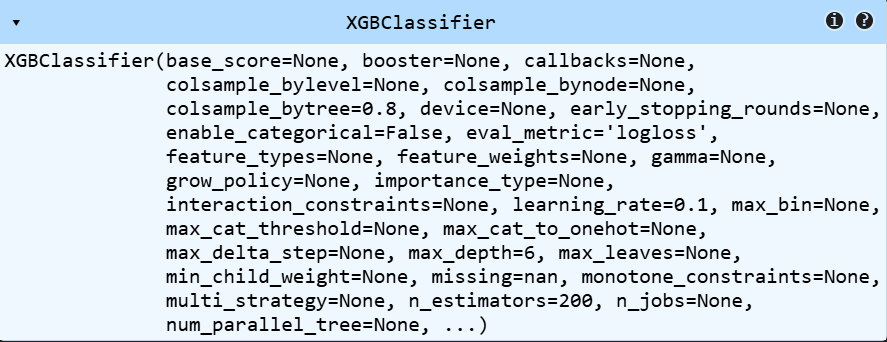 ▾ XGBClassifier i ?
XGBClassifier(base_score=None, booster=None, callbacks=None,
              colsample_bylevel=None, colsample_bynode=None,
              colsample_bytree=0.8, device=None, early_stopping_rounds=None,
              enable_categorical=False, eval_metric='logloss',
              feature_types=None, feature_weights=None, gamma=None,
              grow_policy=None, importance_type=None,
              interaction_constraints=None, learning_rate=0.1, max_bin=None,
              max_cat_threshold=None, max_cat_to_onehot=None,
              max_delta_step=None, max_depth=6, max_leaves=None,
              min_child_weight=None, missing=nan, monotone_constraints=None,
              multi_strategy=None, n_estimators=200, n_jobs=None,
              num_parallel_tree=None, ...)